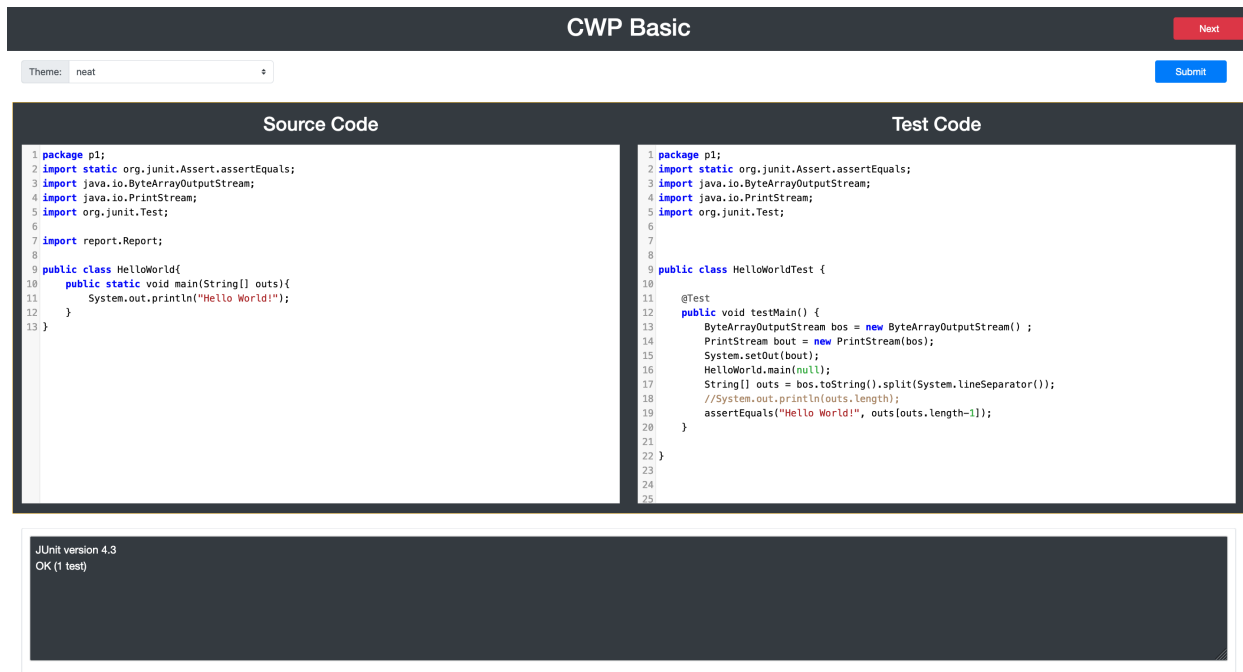 CWP Basic
Next
Theme: neat
Submit
Source Code
1 package p1;
2 import static org.junit.Assert.assertEquals;
3 import java.io.ByteArrayOutputStream;
4 import java.io.PrintStream;
5 import org.junit.Test;
6
7 import report.Report;
8
9 public class HelloWorld{
10     public static void main(String[] outs){
11         System.out.println("Hello World!");
12     }
13 }
Test Code
1 package p1;
2 import static org.junit.Assert.assertEquals;
3 import java.io.ByteArrayOutputStream;
4 import java.io.PrintStream;
5 import org.junit.Test;
6
7
8
9 public class HelloWorldTest {
10
11     @Test
12     public void testMain() {
13         ByteArrayOutputStream bos = new ByteArrayOutputStream() ;
14         PrintStream bout = new PrintStream(bos);
15         System.setOut(bout);
16         HelloWorld.main(null);
17         String[] outs = bos.toString().split(System.lineSeparator());
18         //System.out.println(outs.length);
19         assertEquals("Hello World!", outs[outs.length-1]);
20     }
21
22 }
23
24
25
JUnit version 4.3
OK (1 test)